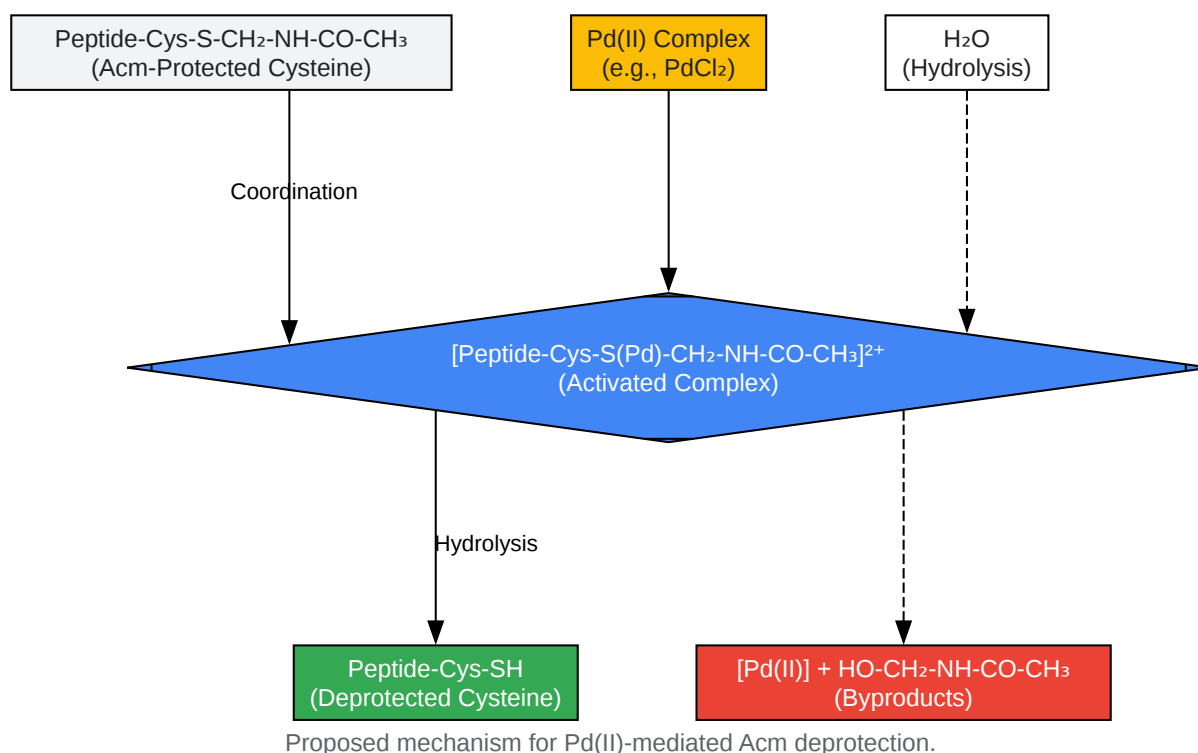 Peptide-Cys-S-CH₂-NH-CO-CH₃
(Acm-Protected Cysteine)
Pd(II) Complex
(e.g., PdCl₂)
H₂O
(Hydrolysis)
Coordination
[Peptide-Cys-S(Pd)-CH₂-NH-CO-CH₃]²⁺
(Activated Complex)
Hydrolysis
Peptide-Cys-SH
(Deprotected Cysteine)
[Pd(II)] + HO-CH₂-NH-CO-CH₃
(Byproducts)
Proposed mechanism for Pd(II)-mediated Acm deprotection.